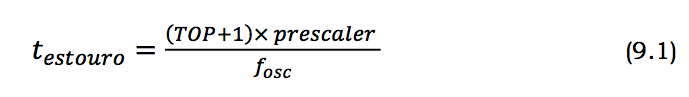 t_estouro = (TOP+1)× prescaler / f_osc (9.1)